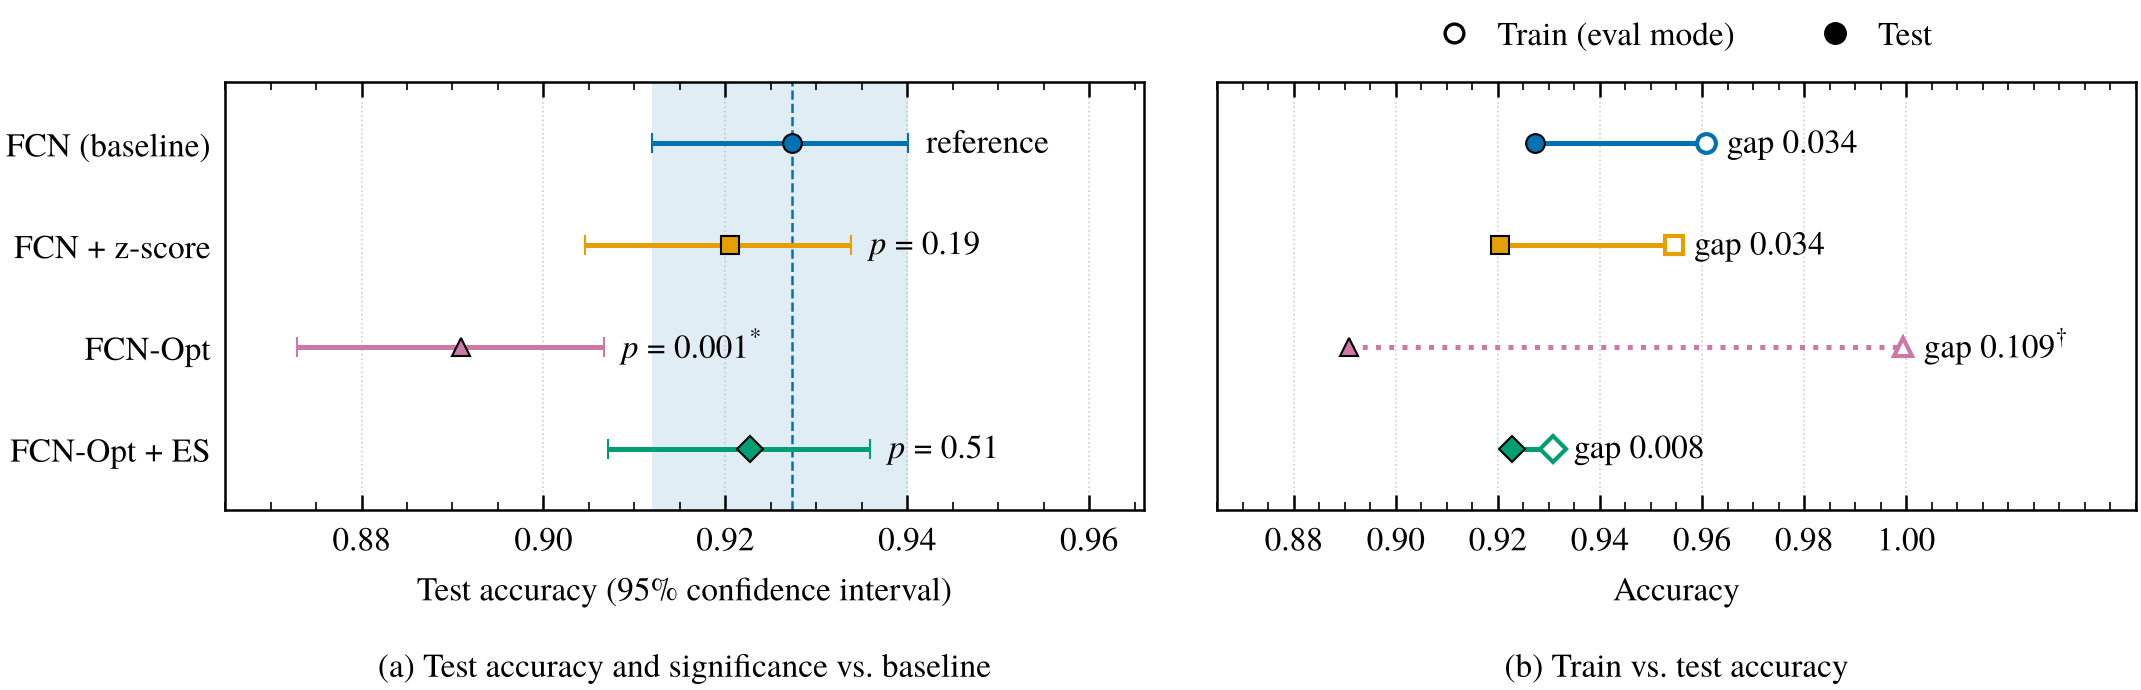 Train (eval mode) Test
FCN (baseline)
FCN + z-score
FCN-Opt
FCN-Opt + ES
reference
p = 0.19
p = 0.001*
p = 0.51
0.88 0.90 0.92 0.94 0.96
Test accuracy (95% confidence interval)
(a) Test accuracy and significance vs. baseline
gap 0.034
gap 0.034
gap 0.109†
gap 0.008
0.88 0.90 0.92 0.94 0.96 0.98 1.00
Accuracy
(b) Train vs. test accuracy